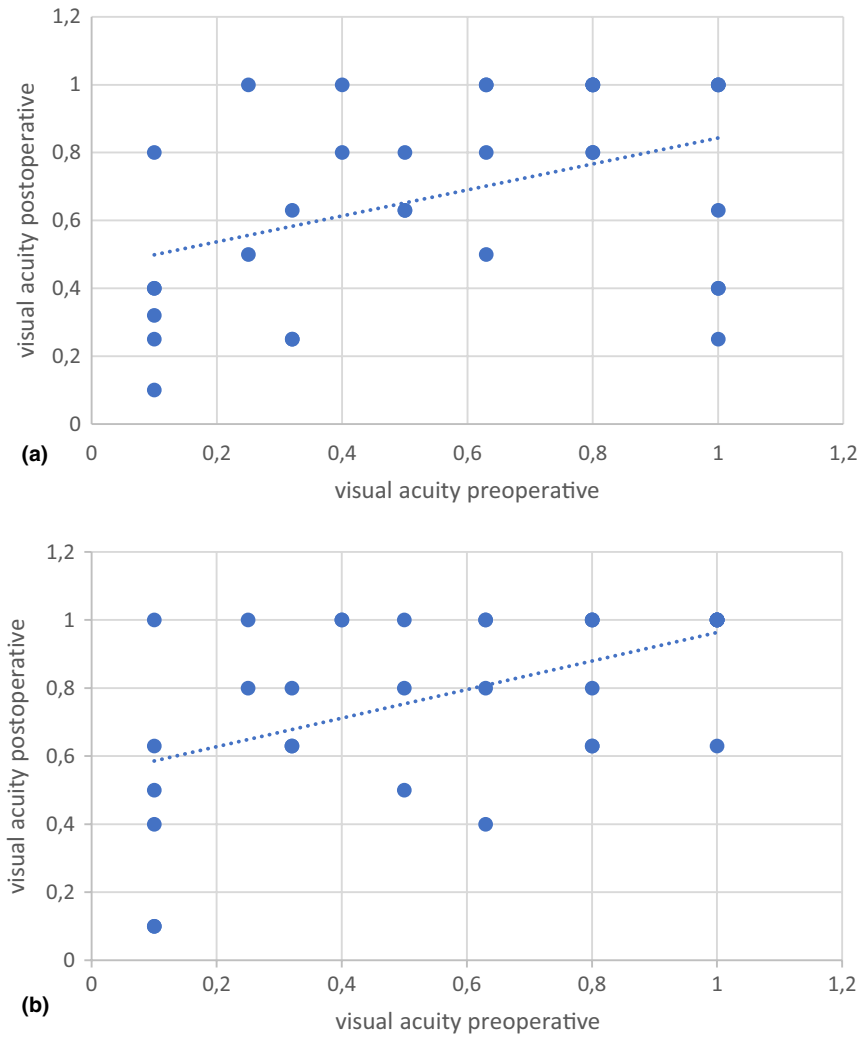 1,2
1
0,8
0,6
0,4
0,2
0
visual acuity postoperative
0 0,2 0,4 0,6 0,8 1 1,2
(a)
visual acuity preoperative
1,2
1
0,8
0,6
0,4
0,2
0
visual acuity postoperative
0 0,2 0,4 0,6 0,8 1 1,2
(b)
visual acuity preoperative